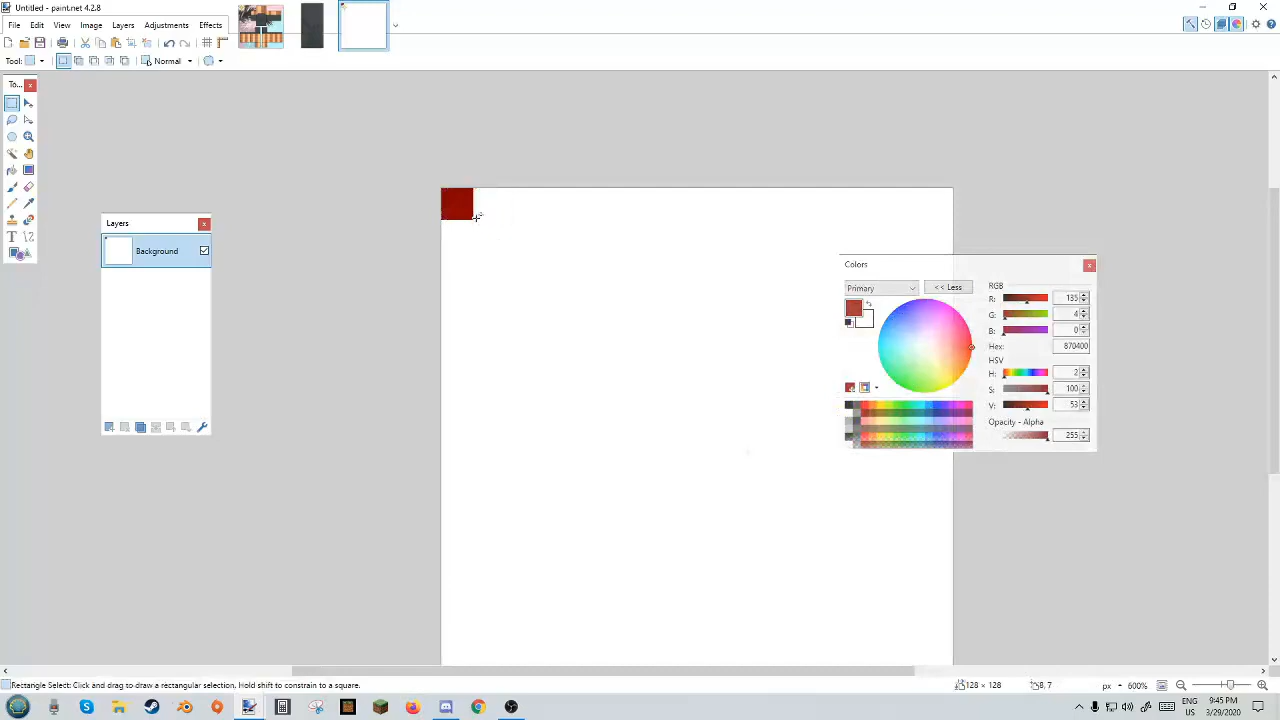 Untitled - paint.net 4.2.8
File Edit View Image Layers Adjustments Effects
Tool: Normal
To...
Layers
Background
Colors
Primary << Less
RGB
R: 135
G: 4
B: 0
Hex: 870400
HSV
H: 2
S: 100
V: 53
Opacity - Alpha
255
Rectangle Select: Click and drag to draw a rectangular selection. Hold shift to constrain to a square.
128 × 128
8, 7
px
600%
ENG
US
9:45 PM
3/29/2020